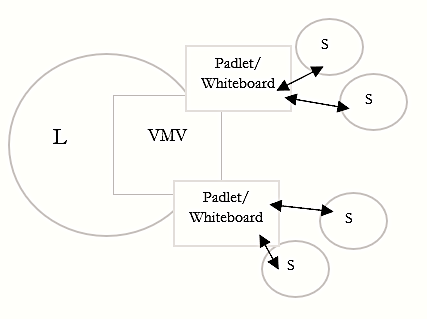 Padlet/
Whiteboard
S
S
L
VMV
Padlet/
Whiteboard
S
S